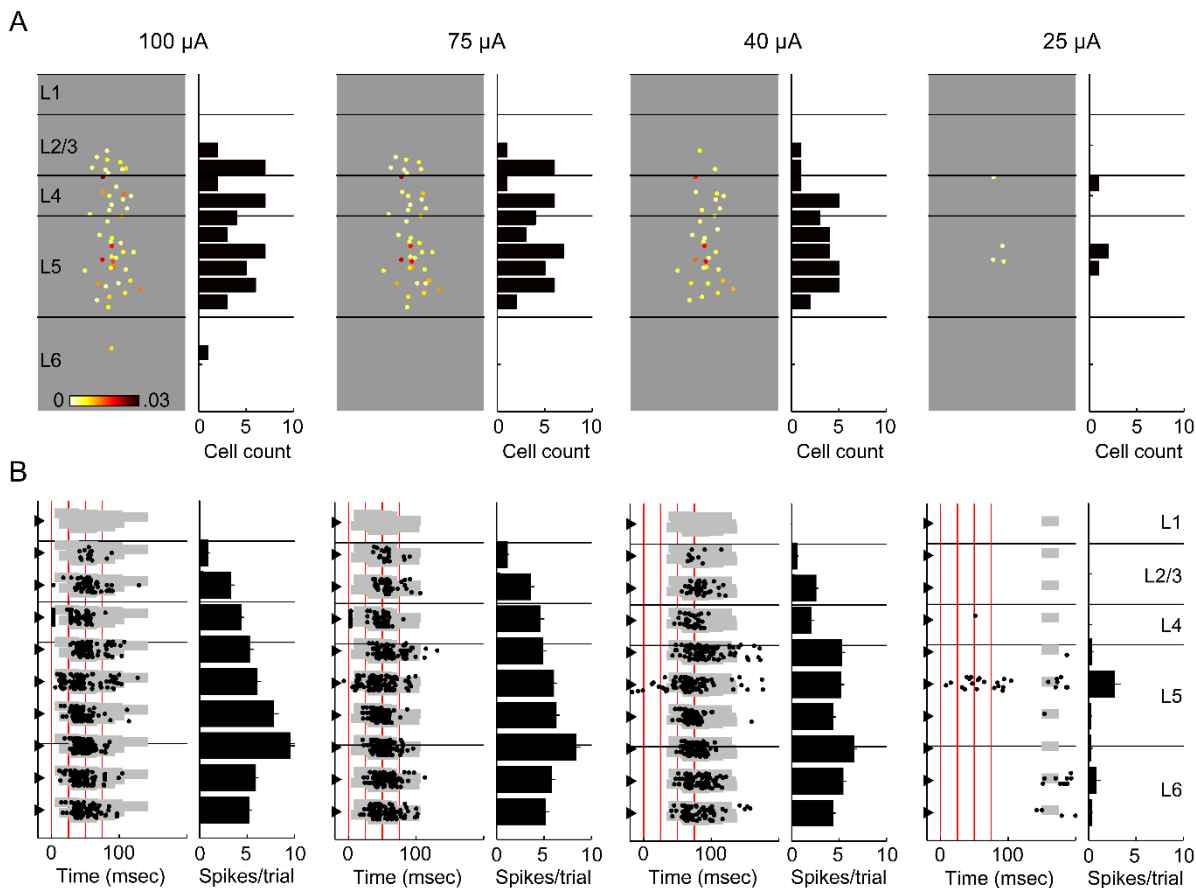 A
100 µA
75 µA
40 µA
25 µA
L1
L2/3
L4
L5
L6
0 .03
0 5 10
0 5 10
0 5 10
0 5 10
Cell count
Cell count
Cell count
Cell count
B
L1
L2/3
L4
L5
L6
0 100
0 5 10
0 100
0 5 10
0 100
0 5 10
0 100
0 5 10
Time (msec)
Spikes/trial
Time (msec)
Spikes/trial
Time (msec)
Spikes/trial
Time (msec)
Spikes/trial